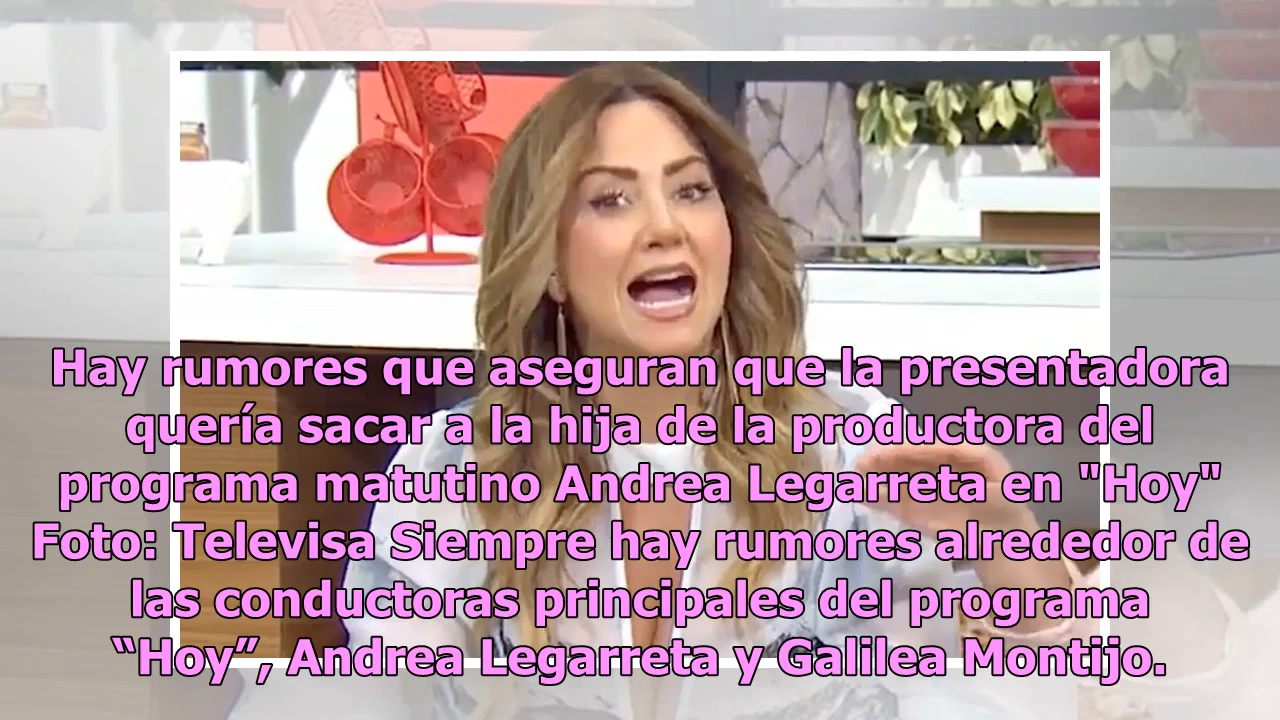 Hay rumores que aseguran que la presentadora
quería sacar a la hija de la productora del
programa matutino Andrea Legarreta en "Hoy"
Foto: Televisa Siempre hay rumores alrededor de
las conductoras principales del programa
“Hoy”, Andrea Legarreta y Galilea Montijo.